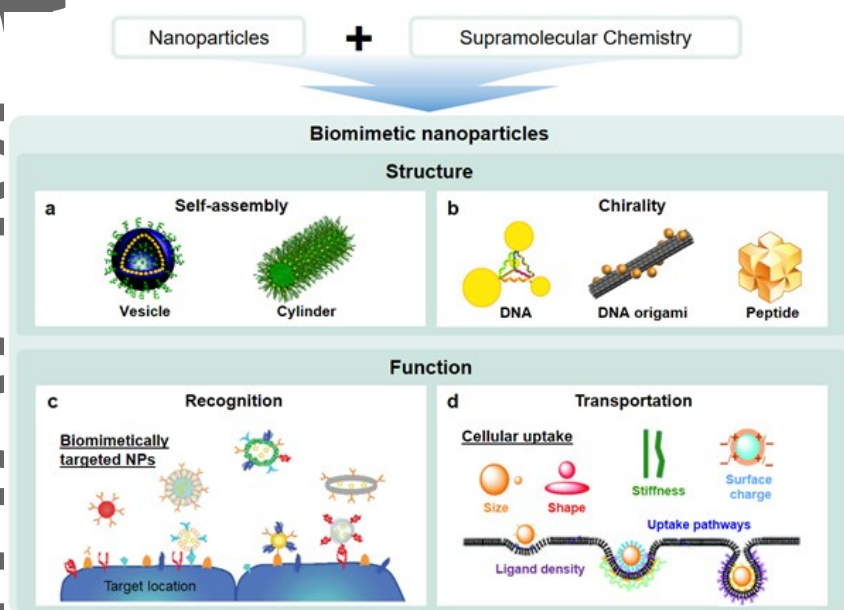 Nanoparticles + Supramolecular Chemistry
Biomimetic nanoparticles
Structure
a Self-assembly
Vesicle Cylinder
b Chirality
DNA DNA origami Peptide
Function
c Recognition
Biomimetically
targeted NPs
Target location
d Transportation
Cellular uptake
Size Shape Stiffness Surface
charge
Uptake pathways
Ligand density